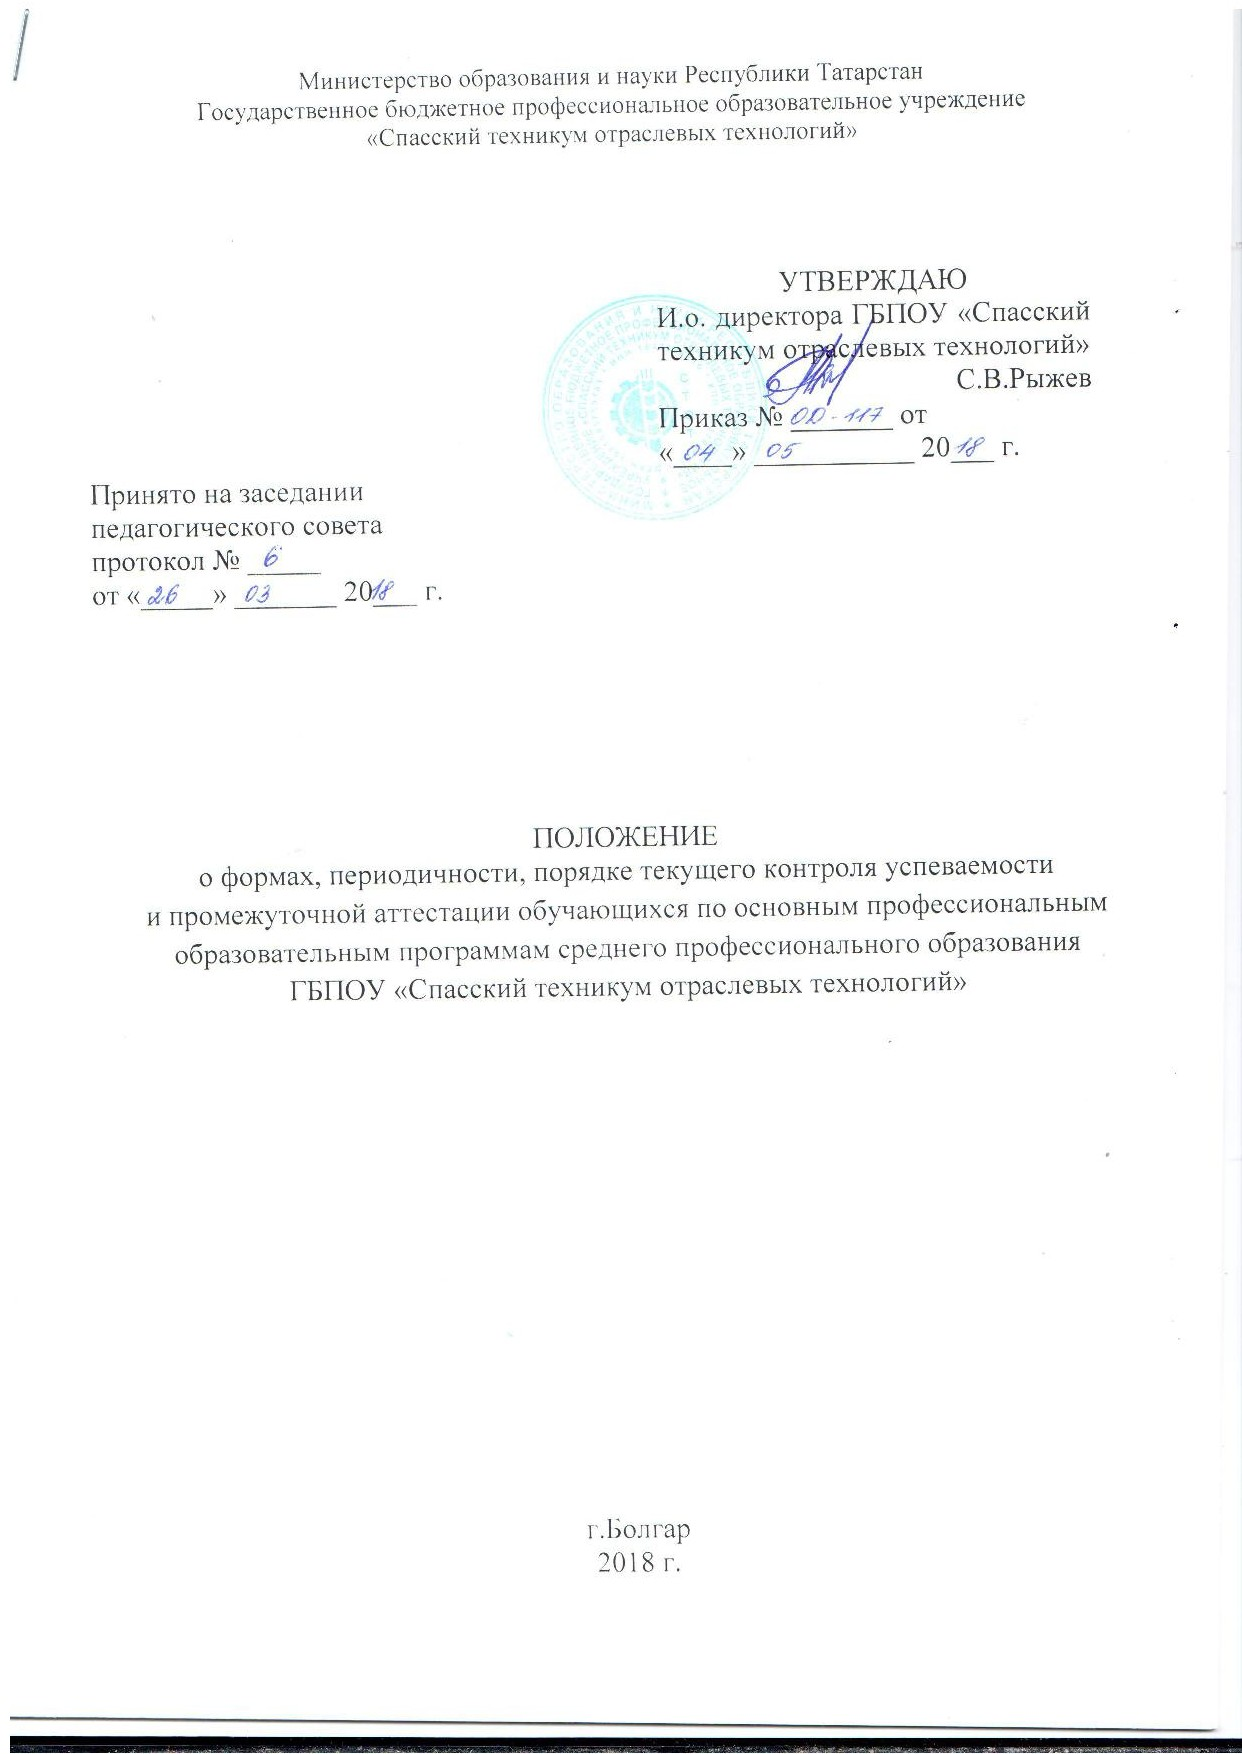 Министерство образования и науки Республики Татарстан
Государственное бюджетное профессиональное образовательное учреждение
«Спасский техникум отраслевых технологий»
УТВЕРЖДАЮ
И.о. директора ГБПОУ «Спасский
техникум отраслевых технологий»
С.В.Рыжев
Приказ № ОД-117 от
«04» 05 2018 г.
Принято на заседании
педагогического совета
протокол № 6
от «26» 03 2018 г.
ПОЛОЖЕНИЕ
о формах, периодичности, порядке текущего контроля успеваемости
и промежуточной аттестации обучающихся по основным профессиональным
образовательным программам среднего профессионального образования
ГБПОУ «Спасский техникум отраслевых технологий»
г.Болгар
2018 г.